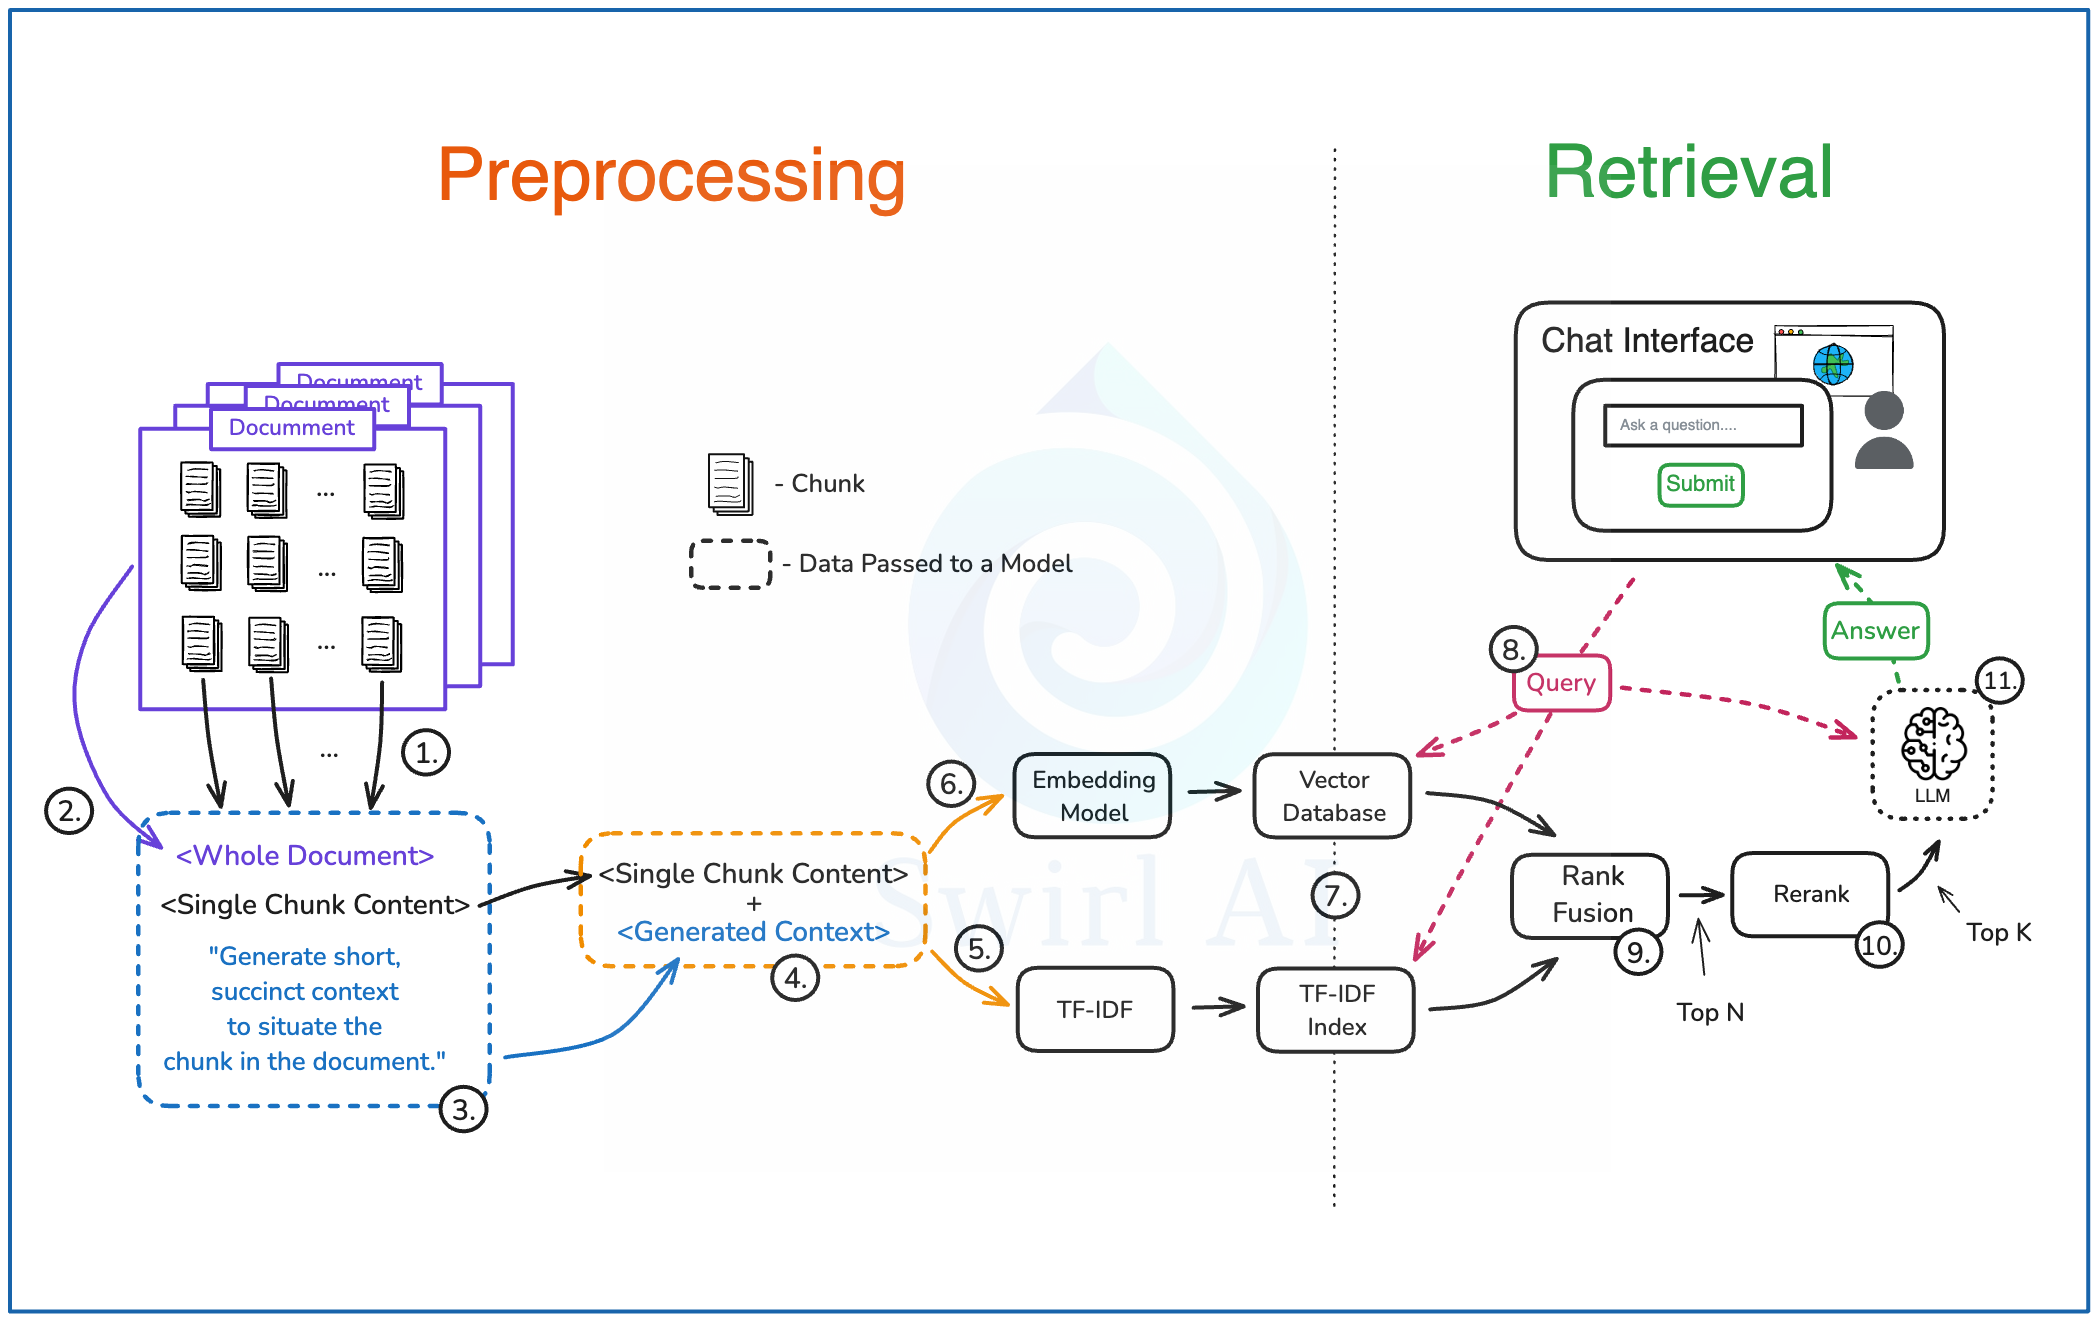 Preprocessing
Retrieval
Documment
Documment
Documment
...
...
...
...
1.
2.
<Whole Document>
<Single Chunk Content>
"Generate short,
succinct context
to situate the
chunk in the document."
3.
- Chunk
- Data Passed to a Model
<Single Chunk Content>
+
<Generated Context>
4.
5.
6.
Embedding
Model
TF-IDF
Vector
Database
7.
TF-IDF
Index
Swirl AI
Chat Interface
Ask a question....
Submit
8.
Query
Answer
11.
LLM
Rank
Fusion
9.
Rerank
10.
Top N
Top K